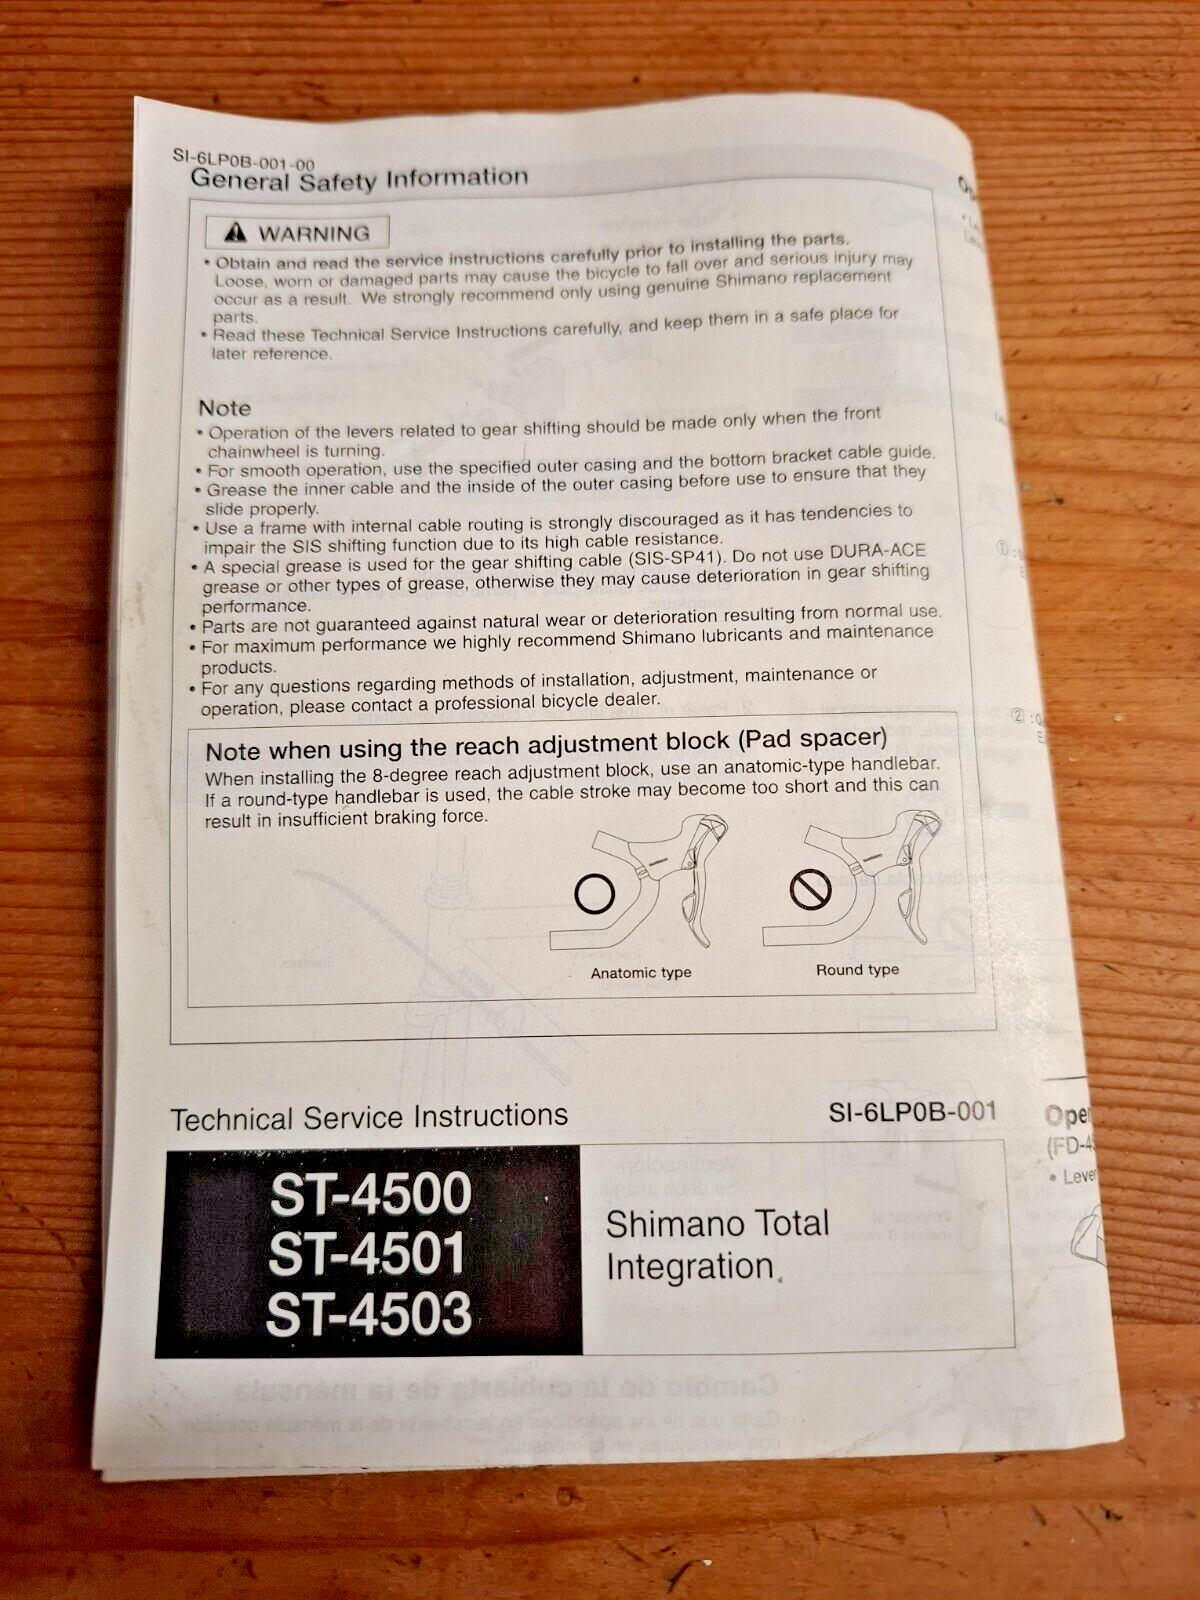 SI-6LP0B-001-00
General Safety Information
WARNING
• Obtain and read the service instructions carefully prior to installing the parts.
Loose, worn or damaged parts may cause the bicycle to fall over and serious injury may
occur as a result. We strongly recommend only using genuine Shimano replacement
parts.
• Read these Technical Service Instructions carefully, and keep them in a safe place for
later reference.
Note
• Operation of the levers related to gear shifting should be made only when the front
chainwheel is turning.
• For smooth operation, use the specified outer casing and the bottom bracket cable guide.
• Grease the inner cable and the inside of the outer casing before use to ensure that they
slide properly.
• Use a frame with internal cable routing is strongly discouraged as it has tendencies to
impair the SIS shifting function due to its high cable resistance.
• A special grease is used for the gear shifting cable (SIS-SP41). Do not use DURA-ACE
grease or other types of grease, otherwise they may cause deterioration in gear shifting
performance.
• Parts are not guaranteed against natural wear or deterioration resulting from normal use.
• For maximum performance we highly recommend Shimano lubricants and maintenance
products.
• For any questions regarding methods of installation, adjustment, maintenance or
operation, please contact a professional bicycle dealer.
Note when using the reach adjustment block (Pad spacer)
When installing the 8-degree reach adjustment block, use an anatomic-type handlebar.
If a round-type handlebar is used, the cable stroke may become too short and this can
result in insufficient braking force.
Anatomic type
Round type
Technical Service Instructions
SI-6LP0B-001
ST-4500
ST-4501
ST-4503
Shimano Total
Integration
①
②
(FD-4